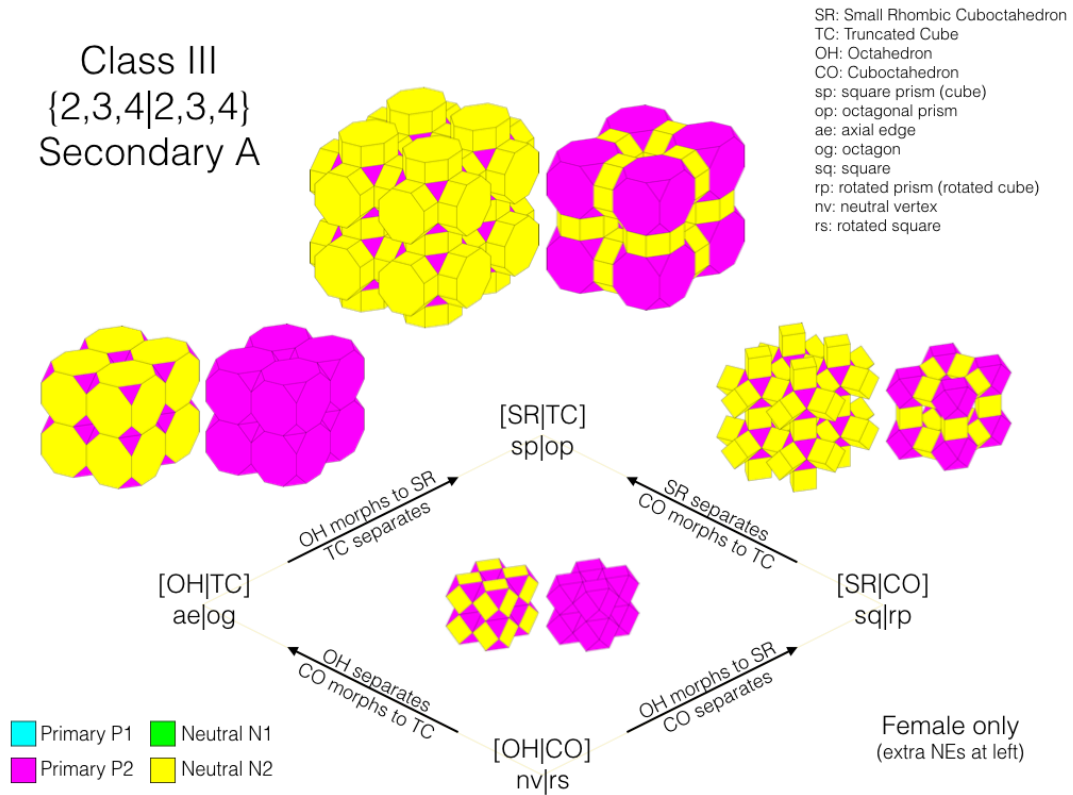 Class III
{2,3,4|2,3,4}
Secondary A
SR: Small Rhombic Cuboctahedron
TC: Truncated Cube
OH: Octahedron
CO: Cuboctahedron
sp: square prism (cube)
op: octagonal prism
ae: axial edge
og: octagon
sq: square
rp: rotated prism (rotated cube)
nv: neutral vertex
rs: rotated square
[SR|TC]
sp|op
OH morphs to SR
TC separates
SR separates
CO morphs to TC
[OH|TC]
ae|og
[SR|CO]
sq|rp
OH separates
CO morphs to TC
OH morphs to SR
CO separates
[OH|CO]
nv|rs
Primary P1
Neutral N1
Primary P2
Neutral N2
Female only
(extra NEs at left)